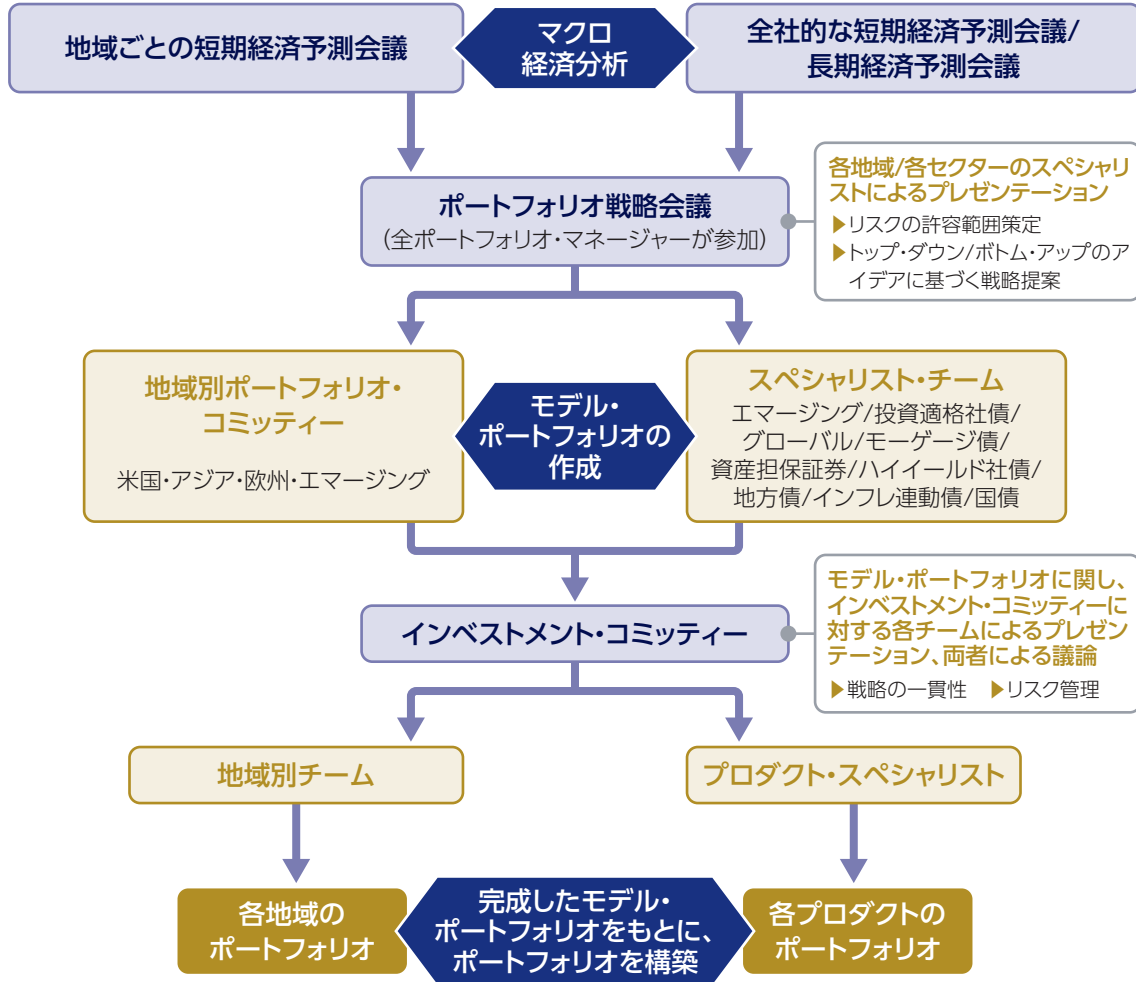 地域ごとの短期経済予測会議
マクロ
経済分析
全社的な短期経済予測会議/
長期経済予測会議
ポートフォリオ戦略会議
(全ポートフォリオ・マネージャーが参加)
各地域/各セクターのスペシャリ
ストによるプレゼンテーション
▶リスクの許容範囲策定
▶トップ・ダウン/ボトム・アップのア
イデアに基づく戦略提案
地域別ポートフォリオ・
コミッティー
米国・アジア・欧州・エマージング
モデル・
ポートフォリオの
作成
スペシャリスト・チーム
エマージング/投資適格社債/
グローバル/モーゲージ債/
資産担保証券/ハイイールド社債/
地方債/インフレ連動債/国債
インベストメント・コミッティー
モデル・ポートフォリオに関し、
インベストメント・コミッティーに
対する各チームによるプレゼン
テーション、両者による議論
▶戦略の一貫性 ▶リスク管理
地域別チーム
プロダクト・スペシャリスト
各地域の
ポートフォリオ
完成したモデル・
ポートフォリオをもとに、
ポートフォリオを構築
各プロダクトの
ポートフォリオ